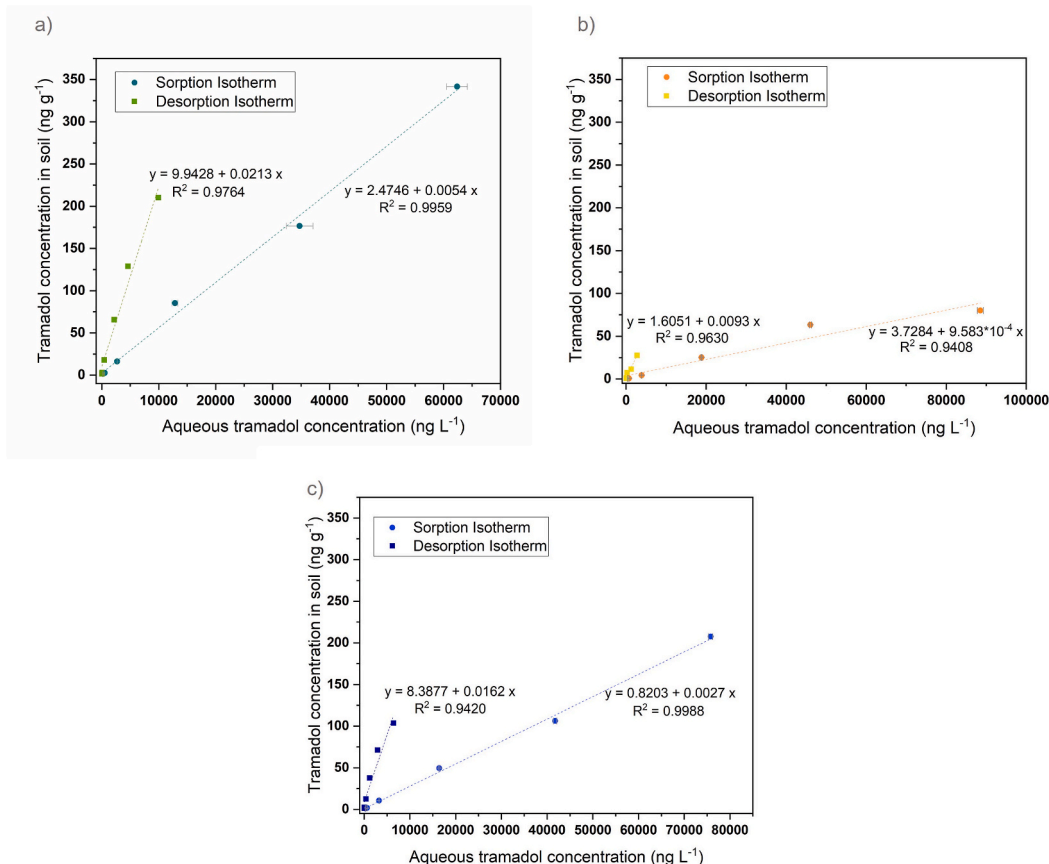 a)
Sorption Isotherm
Desorption Isotherm
y = 9.9428 + 0.0213 x
R² = 0.9764
y = 2.4746 + 0.0054 x
R² = 0.9959
350
300
250
200
150
100
50
0
Tramadol concentration in soil (ng g⁻¹)
0 10000 20000 30000 40000 50000 60000 70000
Aqueous tramadol concentration (ng L⁻¹)
b)
Sorption Isotherm
Desorption Isotherm
y = 1.6051 + 0.0093 x
R² = 0.9630
y = 3.7284 + 9.583*10⁻⁴ x
R² = 0.9408
350
300
250
200
150
100
50
0
Tramadol concentration in soil (ng g⁻¹)
0 20000 40000 60000 80000 100000
Aqueous tramadol concentration (ng L⁻¹)
c)
Sorption Isotherm
Desorption Isotherm
y = 8.3877 + 0.0162 x
R² = 0.9420
y = 0.8203 + 0.0027 x
R² = 0.9988
350
300
250
200
150
100
50
0
Tramadol concentration in soil (ng g⁻¹)
0 10000 20000 30000 40000 50000 60000 70000 80000
Aqueous tramadol concentration (ng L⁻¹)